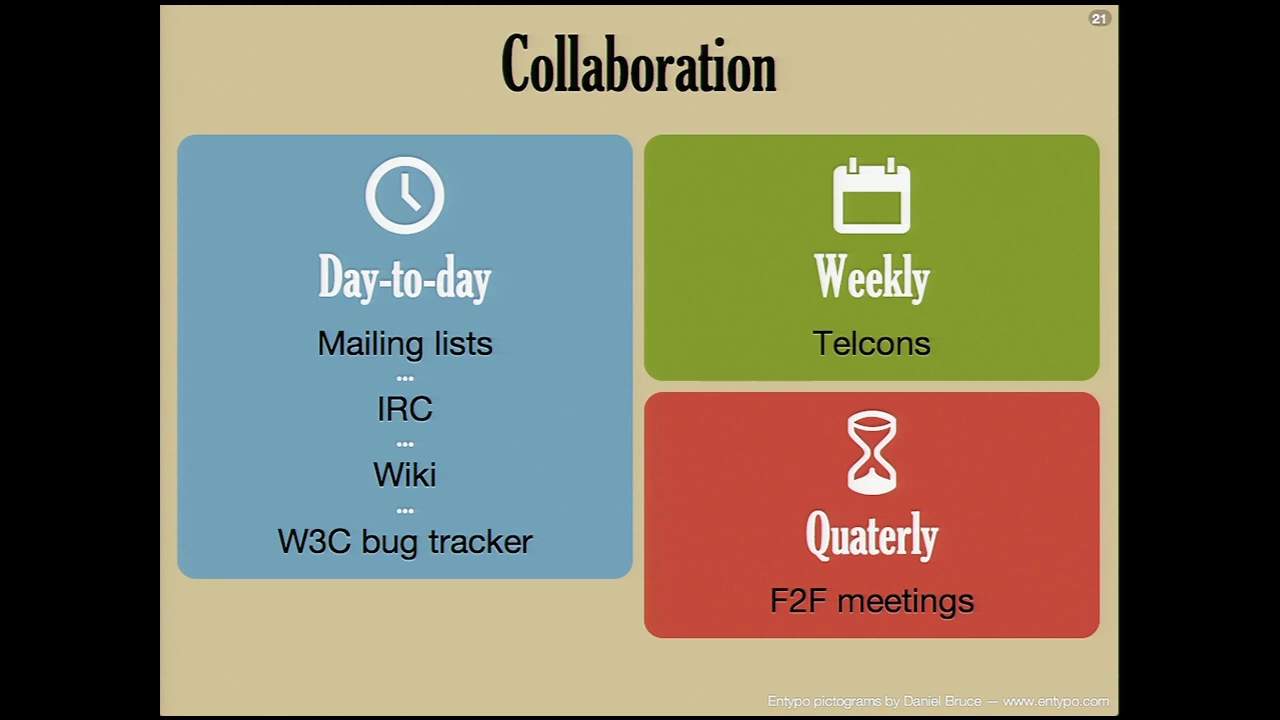 21
Collaboration
Day-to-day
Mailing lists
•••
IRC
•••
Wiki
•••
W3C bug tracker
Weekly
Telcons
Quaterly
F2F meetings
Entypo pictograms by Daniel Bruce — www.entypo.com